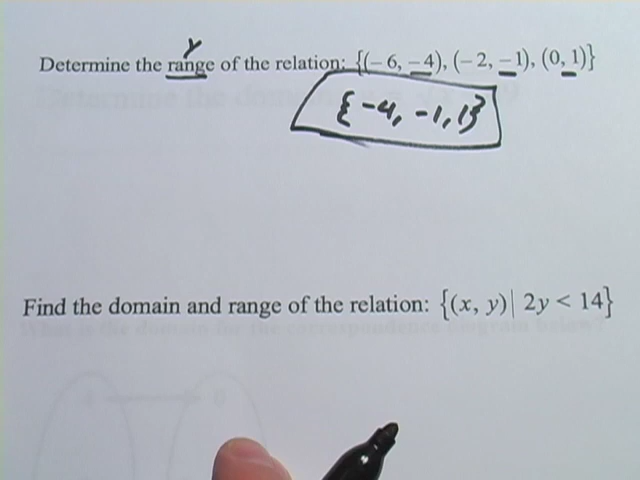 y
Determine the range of the relation: {(−6, −4), (−2, −1), (0, 1)}
{-4, -1, 1}
Find the domain and range of the relation: {(x, y)| 2y < 14}